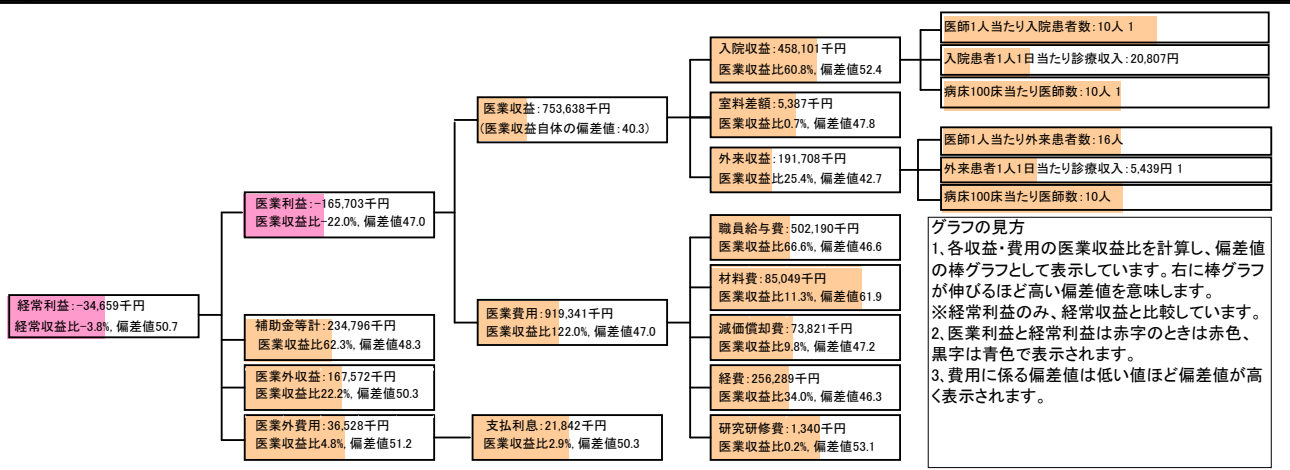 経常利益:-34,659千円
経常収益比-3.8%, 偏差値50.7
医業利益:-165,703千円
医業収益比-22.0%, 偏差値47.0
補助金等計:234,796千円
医業収益比62.3%, 偏差値48.3
医業外収益:167,572千円
医業収益比22.2%, 偏差値50.3
医業外費用:36,528千円
医業収益比4.8%, 偏差値51.2
医業収益:753,638千円
(医業収益自体の偏差値:40.3)
医業費用:919,341千円
医業収益比122.0%, 偏差値47.0
支払利息:21,842千円
医業収益比2.9%, 偏差値50.3
入院収益:458,101千円
医業収益比60.8%, 偏差値52.4
室料差額:5,387千円
医業収益比0.7%, 偏差値47.8
外来収益:191,708千円
医業収益比25.4%, 偏差値42.7
職員給与費:502,190千円
医業収益比66.6%, 偏差値46.6
材料費:85,049千円
医業収益比11.3%, 偏差値61.9
減価償却費:73,821千円
医業収益比9.8%, 偏差値47.2
経費:256,289千円
医業収益比34.0%, 偏差値46.3
研究研修費:1,340千円
医業収益比0.2%, 偏差値53.1
医師1人当たり入院患者数:10人 1
入院患者1人1日当たり診療収入:20,807円
病床100床当たり医師数:10人 1
医師1人当たり外来患者数:16人
外来患者1人1日当たり診療収入:5,439円 1
病床100床当たり医師数:10人
グラフの見方
1、各収益・費用の医業収益比を計算し、偏差値
の棒グラフとして表示しています。右に棒グラフ
が伸びるほど高い偏差値を意味します。
※経常利益のみ、経常収益と比較しています。
2、医業利益と経常利益は赤字のときは赤色、
黒字は青色で表示されます。
3、費用に係る偏差値は低い値ほど偏差値が高
く表示されます。